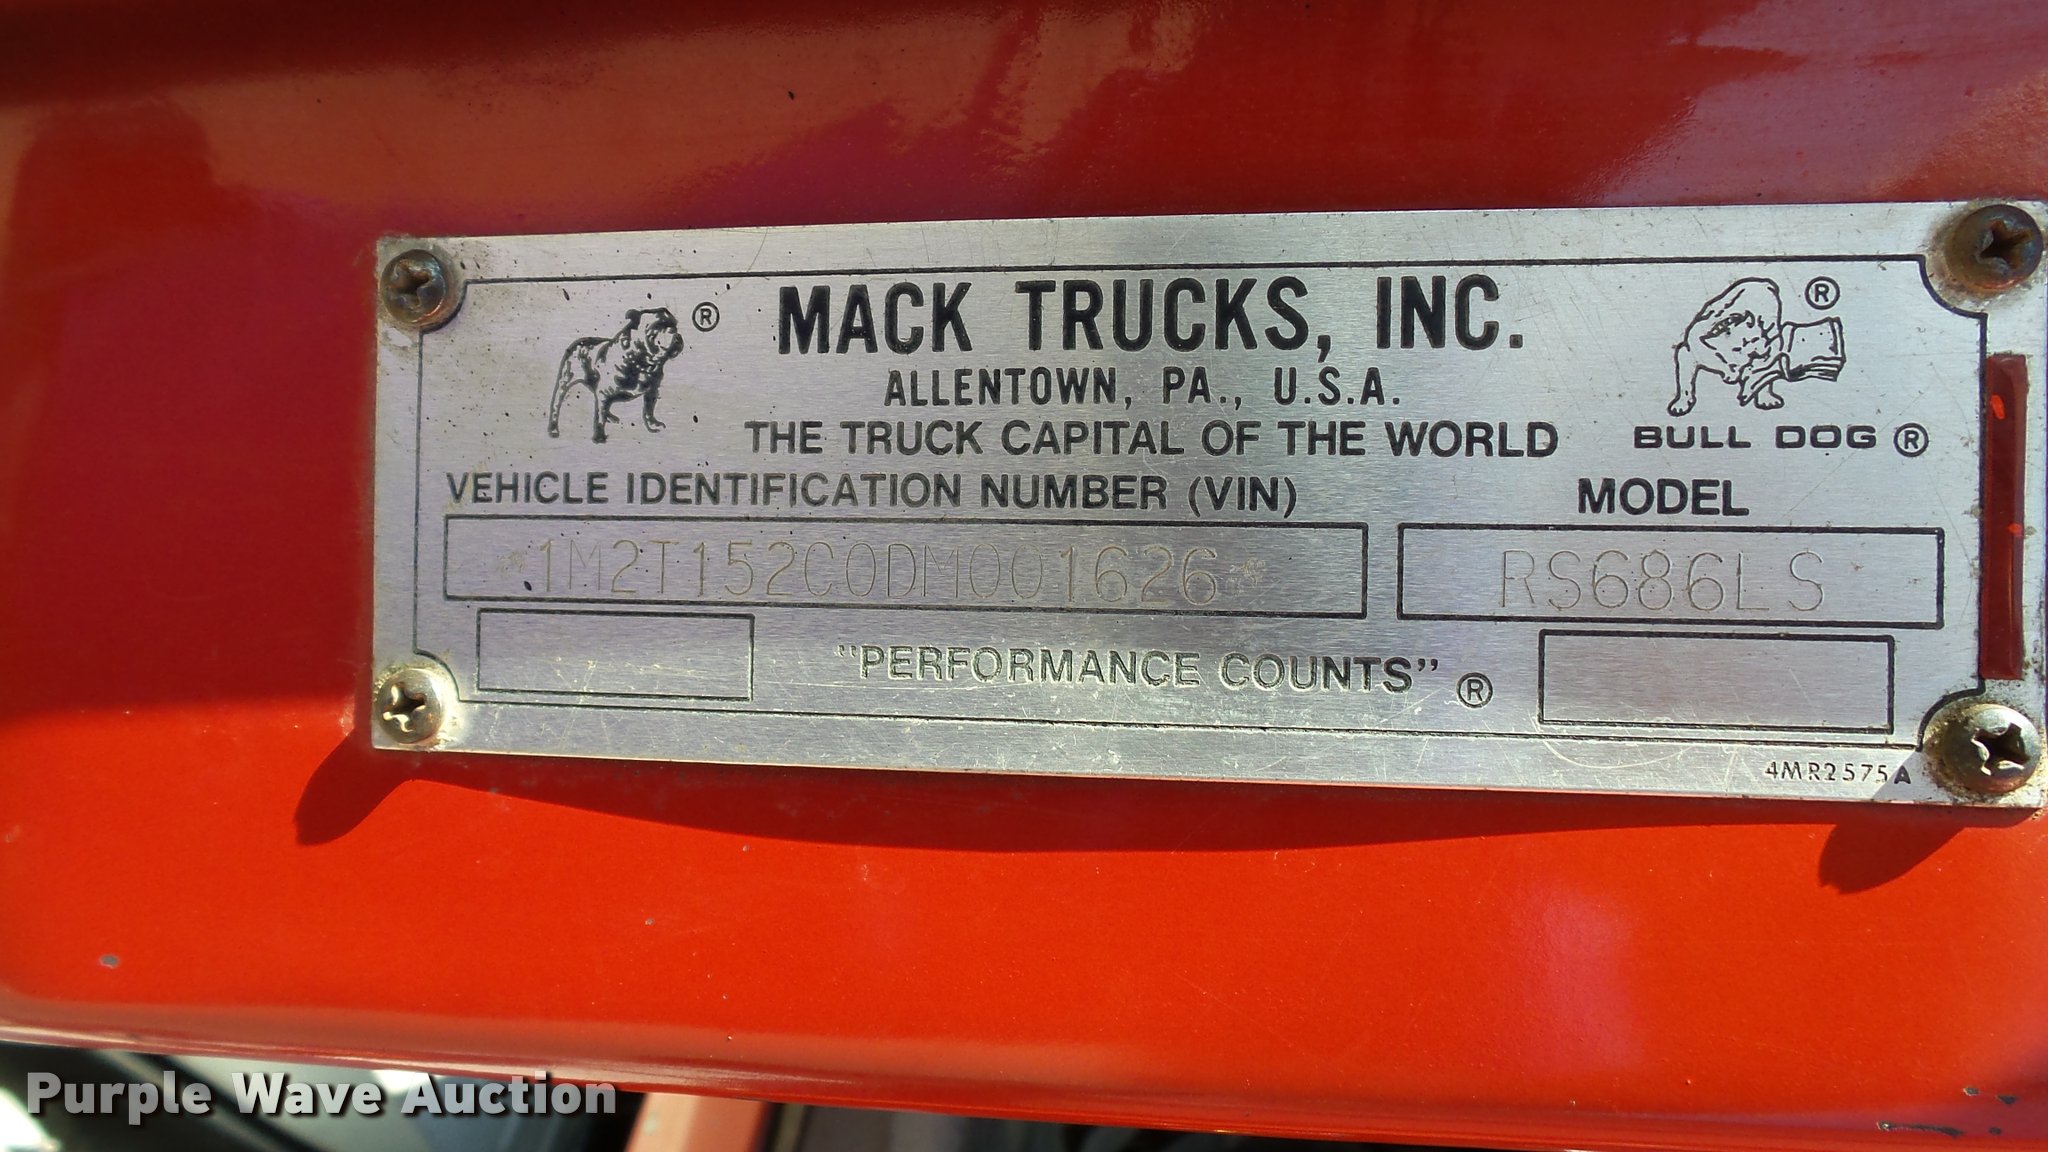 MACK TRUCKS, INC.
ALLENTOWN, PA., U.S.A.
THE TRUCK CAPITAL OF THE WORLD
® BULL DOG ®
®
VEHICLE IDENTIFICATION NUMBER (VIN) MODEL
*1M2T152C0DM001626* RS686LS
"PERFORMANCE COUNTS" ®
4MR2575A
Purple Wave Auction